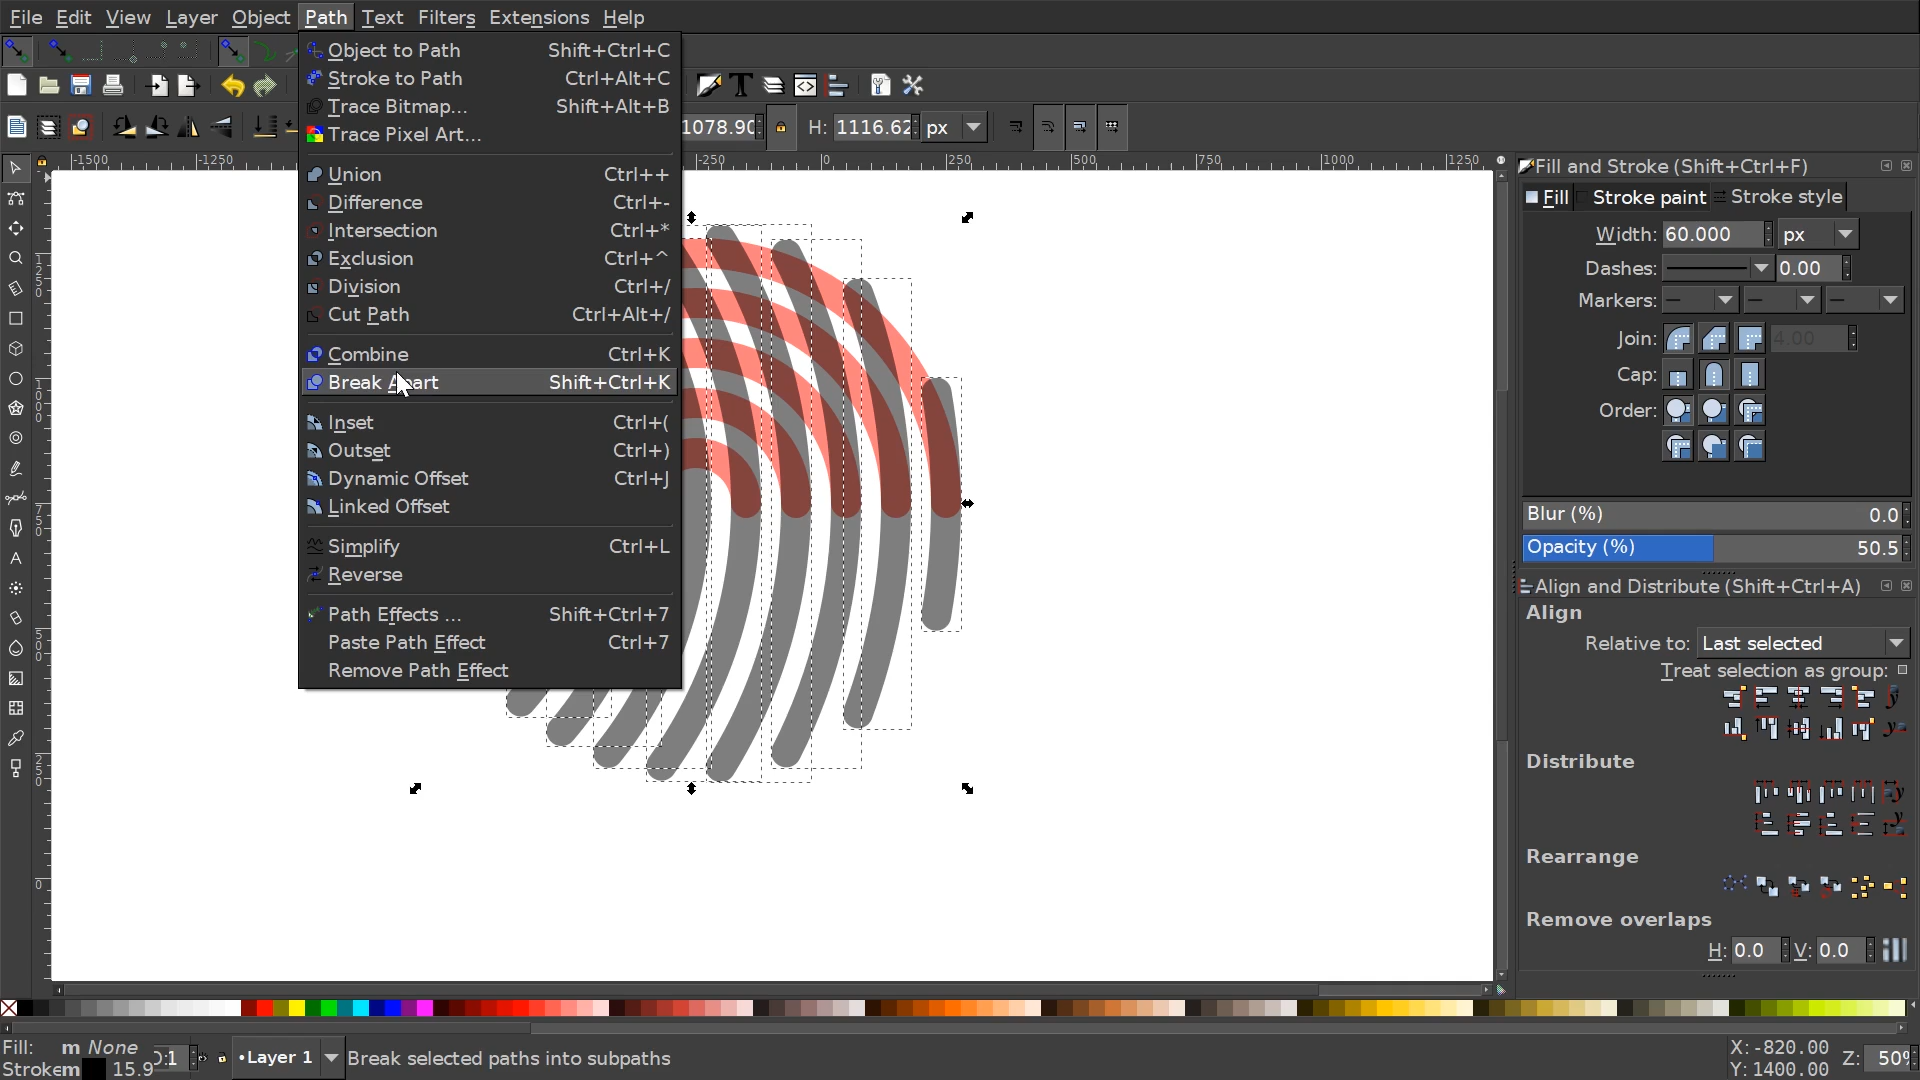 File Edit View Layer Object Path Text Filters Extensions Help
Object to Path Shift+Ctrl+C
Stroke to Path Ctrl+Alt+C
Trace Bitmap... Shift+Alt+B
Trace Pixel Art...
Union Ctrl++
Difference Ctrl+-
Intersection Ctrl+*
Exclusion Ctrl+^
Division Ctrl+/
Cut Path Ctrl+Alt+/
Combine Ctrl+K
Break Apart Shift+Ctrl+K
Inset Ctrl+(
Outset Ctrl+)
Dynamic Offset Ctrl+J
Linked Offset
Simplify Ctrl+L
Reverse
Path Effects ... Shift+Ctrl+7
Paste Path Effect Ctrl+7
Remove Path Effect
1078.90 H: 1116.62 px
-1500 -1250 -250 0 250 500 750 1000 1250
1250
1000
750
500
250
0
Fill and Stroke (Shift+Ctrl+F)
Fill Stroke paint Stroke style
Width: 60.000 px
Dashes: 0.00
Markers:
Join: 4.00
Cap:
Order:
Blur (%) 0.0
Opacity (%) 50.5
Align and Distribute (Shift+Ctrl+A)
Align
Relative to: Last selected
Treat selection as group:
Distribute
Rearrange
Remove overlaps
H: 0.0 V: 0.0
Fill: m None
Stroke m 15.9
O: 1
•Layer 1
Break selected paths into subpaths
X: -820.00
Y: 1400.00
Z: 50%